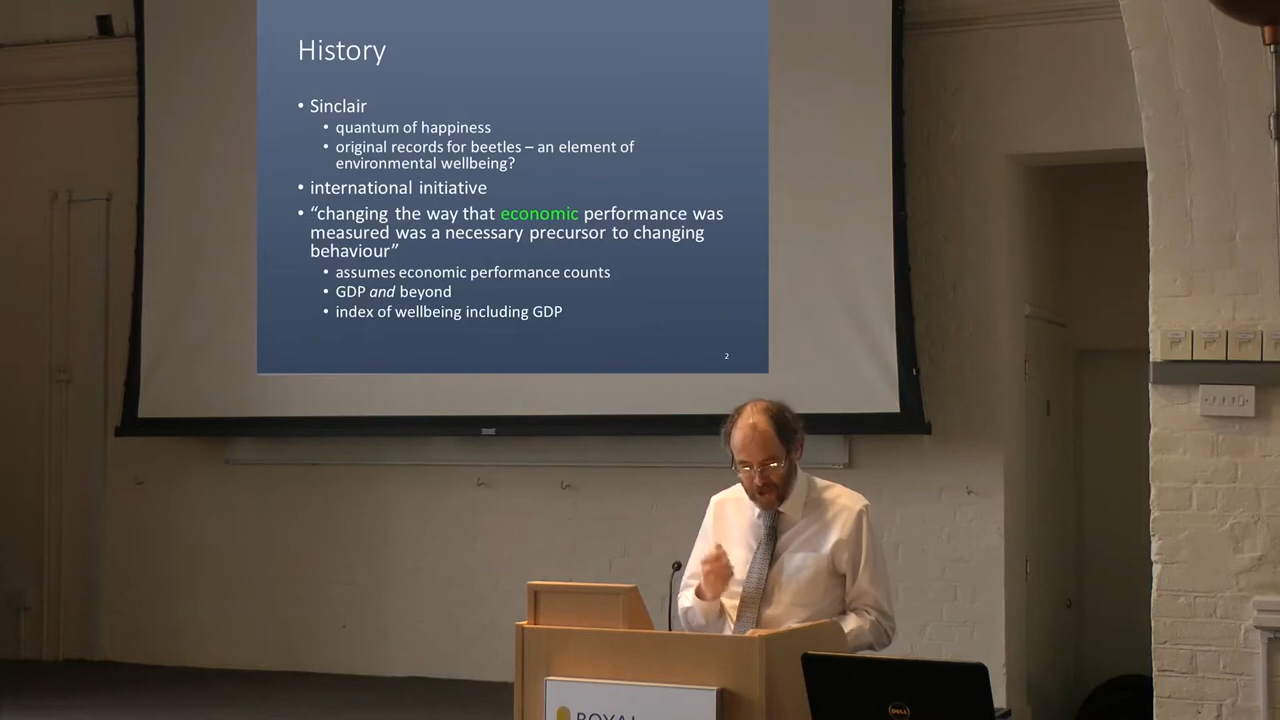 History
• Sinclair
• quantum of happiness
• original records for beetles – an element of
environmental wellbeing?
• international initiative
• “changing the way that economic performance was
measured was a necessary precursor to changing
behaviour”
• assumes economic performance counts
• GDP and beyond
• index of wellbeing including GDP
2
ROYAL
DELL